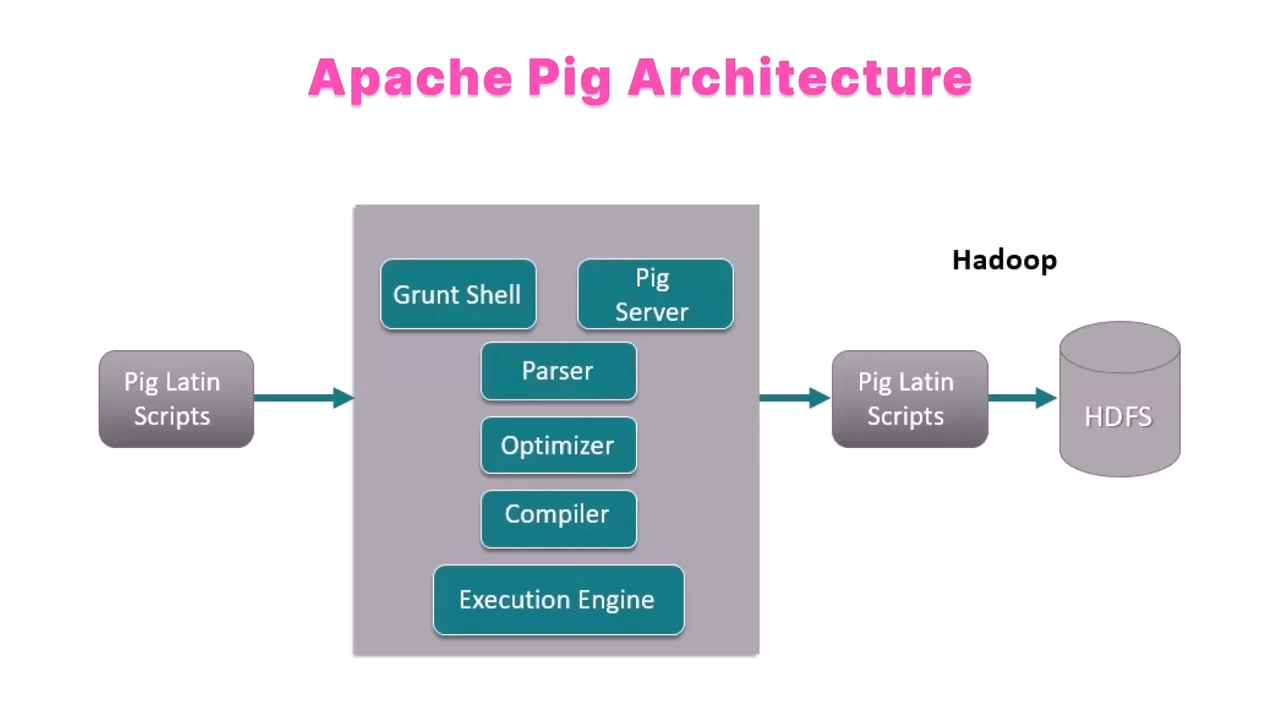 Apache Pig Architecture
Hadoop
Grunt Shell
Pig
Server
Parser
Pig Latin
Scripts
Optimizer
Compiler
Execution Engine
Pig Latin
Scripts
HDFS